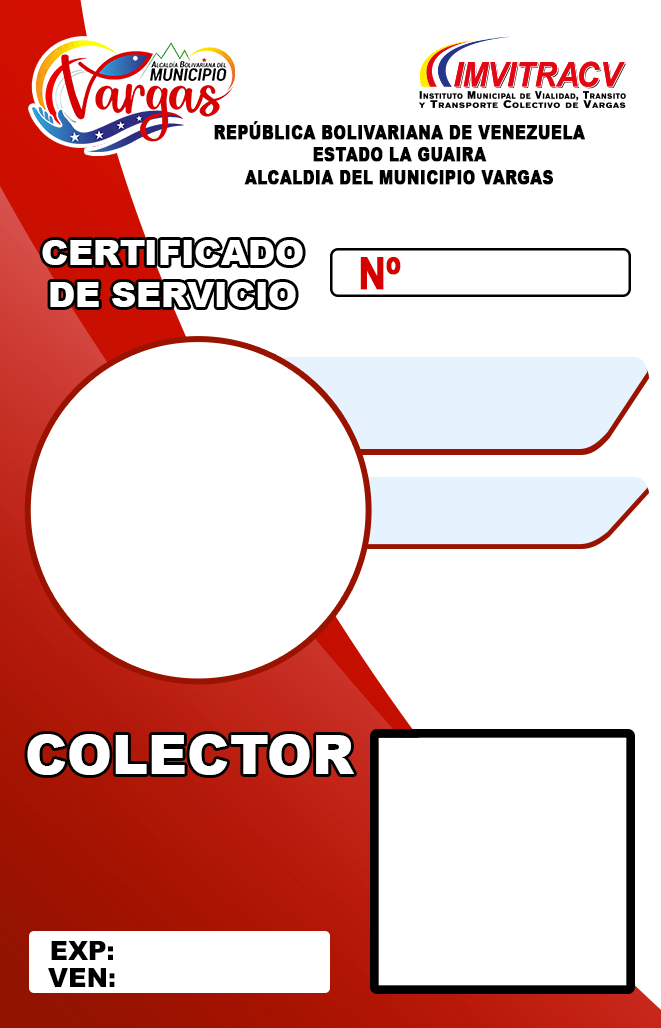 ALCALDÍA BOLIVARIANA DEL
MUNICIPIO
Vargas
IMVITRACV
INSTITUTO MUNICIPAL DE VIALIDAD, TRANSITO
Y TRANSPORTE COLECTIVO DE VARGAS
REPÚBLICA BOLIVARIANA DE VENEZUELA
ESTADO LA GUAIRA
ALCALDIA DEL MUNICIPIO VARGAS
CERTIFICADO
DE SERVICIO
Nº
COLECTOR
EXP:
VEN: